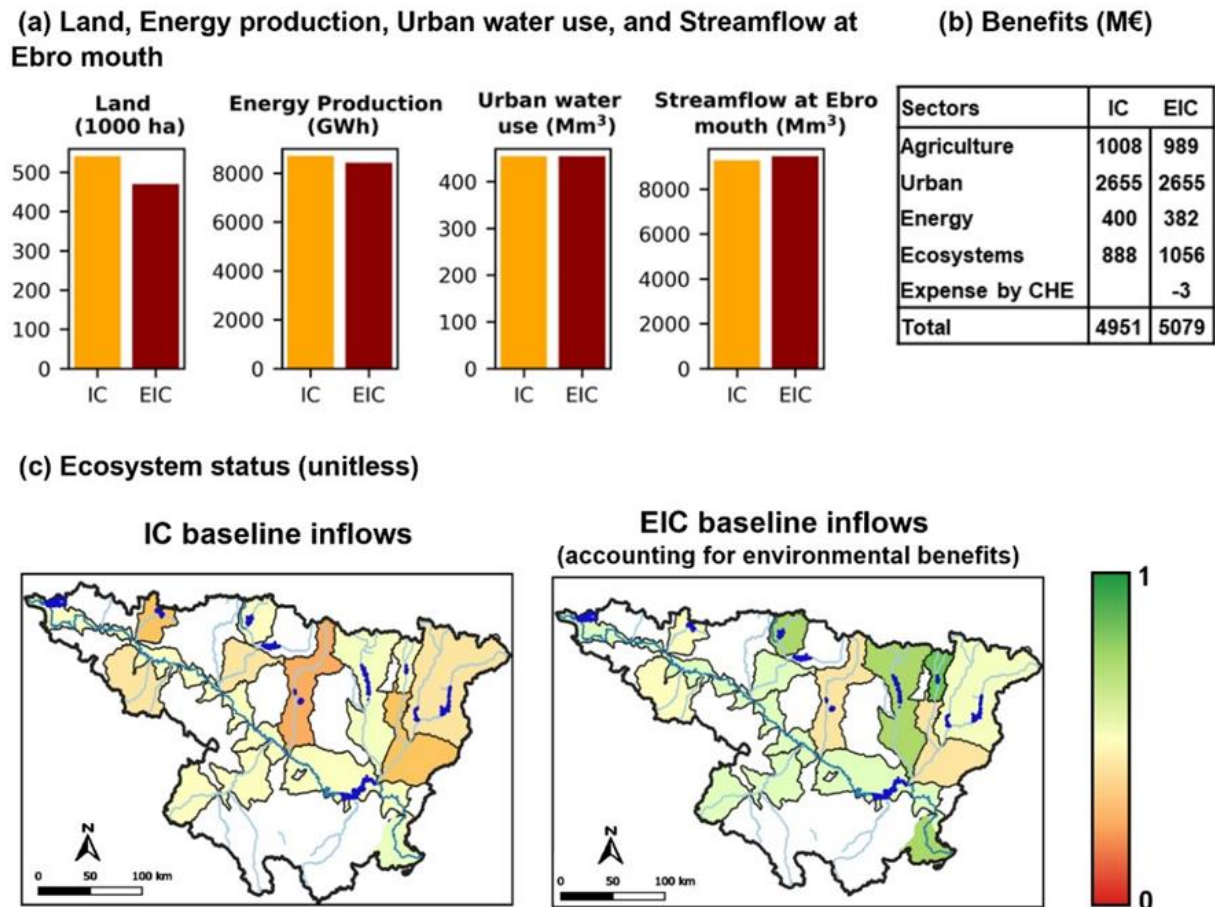 (a) Land, Energy production, Urban water use, and Streamflow at
Ebro mouth
(b) Benefits (M€)
Land
(1000 ha)
500
400
300
200
100
0
IC EIC
Energy Production
(GWh)
8000
6000
4000
2000
0
IC EIC
Urban water
use (Mm³)
400
300
200
100
0
IC EIC
Streamflow at Ebro
mouth (Mm³)
8000
6000
4000
2000
0
IC EIC
Sectors IC EIC
Agriculture 1008 989
Urban 2655 2655
Energy 400 382
Ecosystems 888 1056
Expense by CHE -3
Total 4951 5079
(c) Ecosystem status (unitless)
IC baseline inflows
N
0 50 100 km
EIC baseline inflows
(accounting for environmental benefits)
N
0 50 100 km
1
0